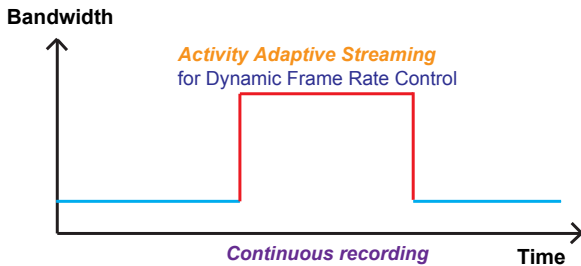 Bandwidth
Activity Adaptive Streaming
for Dynamic Frame Rate Control
Continuous recording
Time